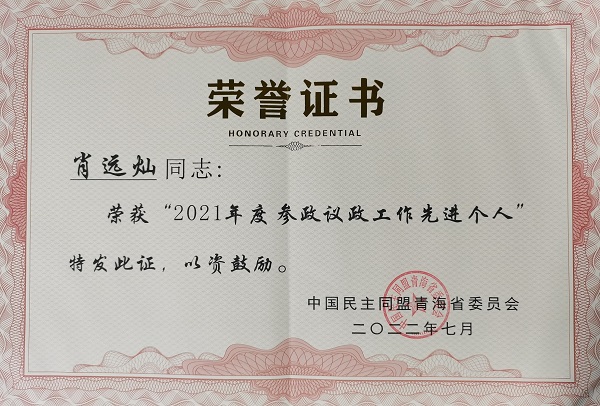 荣誉证书
HONORARY CREDENTIAL
肖远灿同志：
荣获“2021年度参政议政工作先进个人”
特发此证，以资鼓励。
中国民主同盟青海省委员会
二〇二二年七月